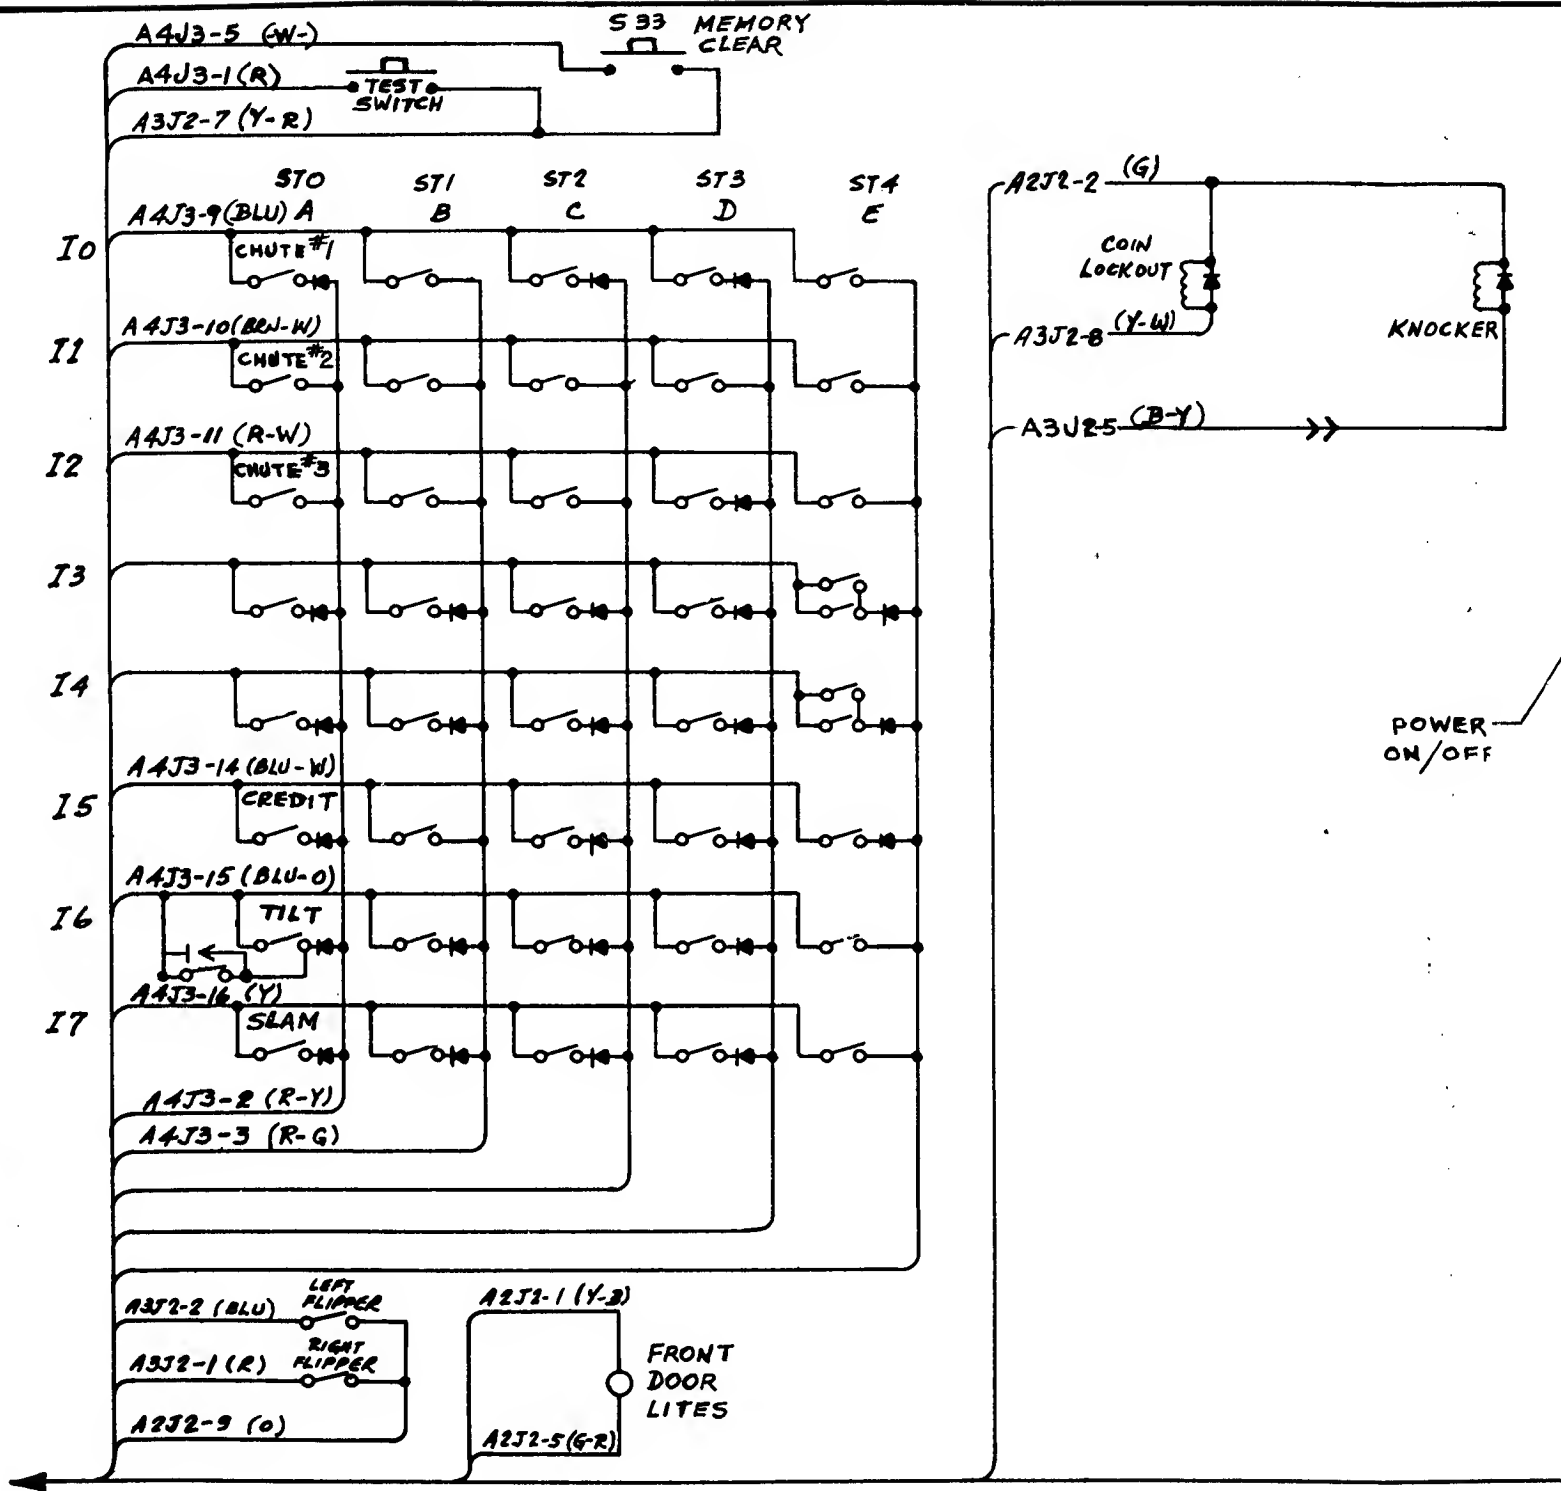 A4J3-5 (-W-)
S33 MEMORY
CLEAR
A4J3-1 (R)
TEST
SWITCH
A3J2-7 (Y-R)
ST0 ST1 ST2 ST3 ST4
A4J3-9 (BLU) A B C D E
I0
CHUTE #1
A4J3-10 (BRN-W)
I1
CHUTE #2
A4J3-11 (R-W)
I2
CHUTE #3
I3
I4
A4J3-14 (BLU-W)
I5
CREDIT
A4J3-15 (BLU-O)
I6
TILT
A4J3-16 (Y)
I7
SLAM
A4J3-2 (R-Y)
A4J3-3 (R-G)
A3J2-2 (BLU)
LEFT
FLIPPER
A3J2-1 (R)
RIGHT
FLIPPER
A2J2-9 (O)
A2J2-1 (Y-B)
FRONT
DOOR
LITES
A2J2-5 (G-R)
A2J2-2 (G)
COIN
LOCKOUT
A3J2-8 (Y-W)
KNOCKER
A3J25 (B-Y)
POWER
ON/OFF